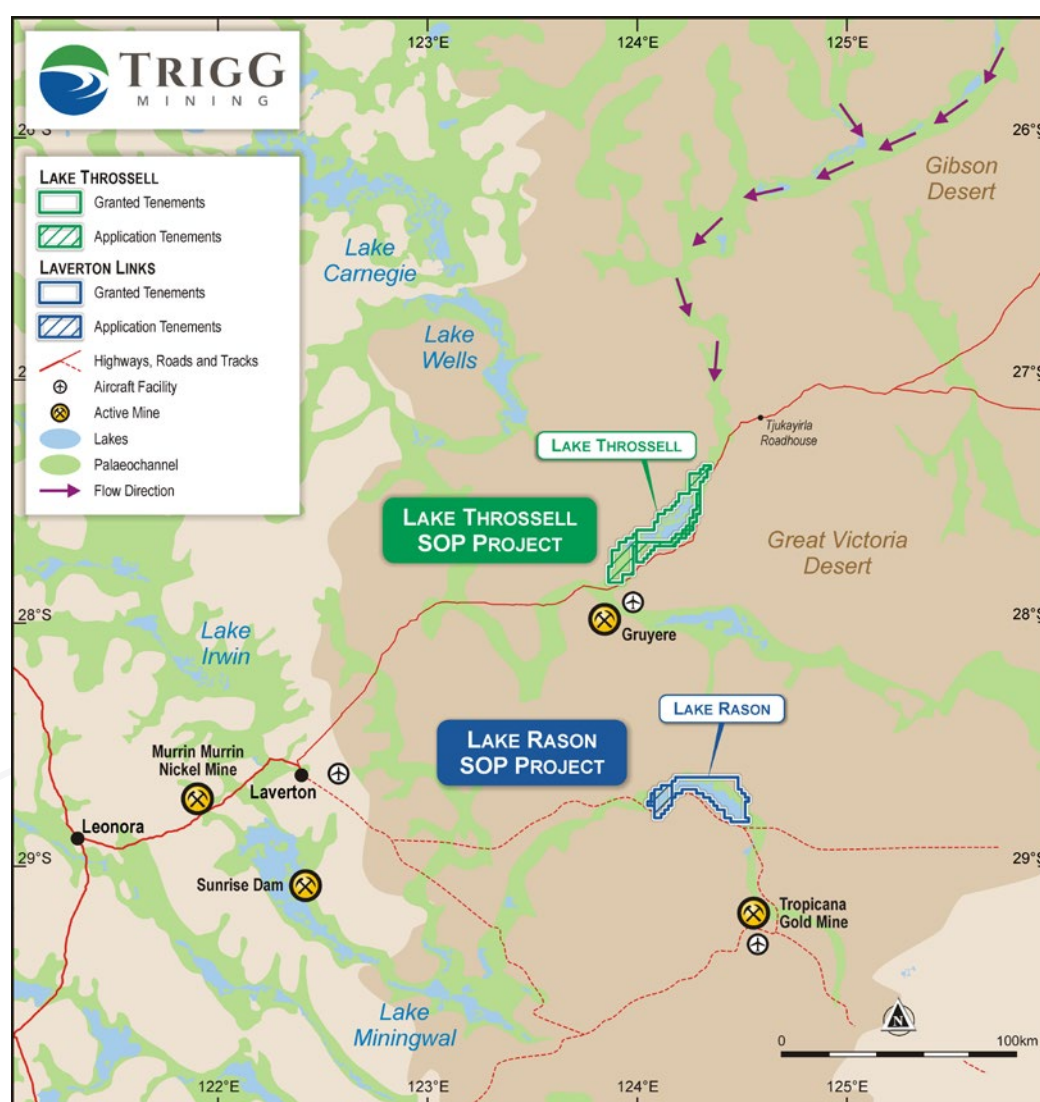 123°E
124°E
125°E
TRIGG
MINING
26°S
26°S
LAKE THROSSELL
Granted Tenements
Application Tenements
LAVERTON LINKS
Granted Tenements
Application Tenements
Highways, Roads and Tracks
Aircraft Facility
Active Mine
Lakes
Palaeochannel
Flow Direction
Gibson
Desert
Lake
Carnegie
Lake
Wells
27°S
Tjukayirla
Roadhouse
LAKE THROSSELL
LAKE THROSSELL
SOP PROJECT
Great Victoria
Desert
28°S
28°S
Gruyere
Lake
Irwin
LAKE RASON
LAKE RASON
SOP PROJECT
Murrin Murrin
Nickel Mine
Laverton
Leonora
29°S
29°S
Sunrise Dam
Tropicana
Gold Mine
Lake
Miningwal
N
0
100km
122°E
123°E
124°E
125°E